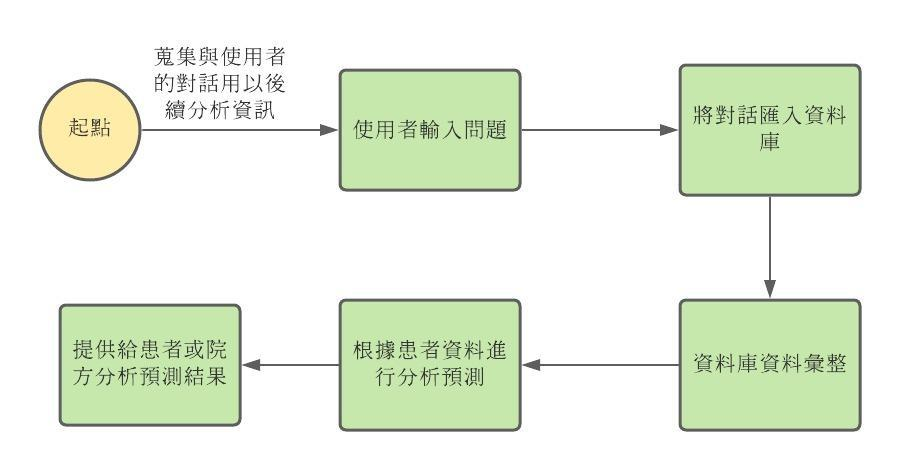 蒐集與使用者
的對話用以後
續分析資訊
起點
使用者輸入問題
將對話匯入資料
庫
資料庫資料彙整
根據患者資料進
行分析預測
提供給患者或院
方分析預測結果